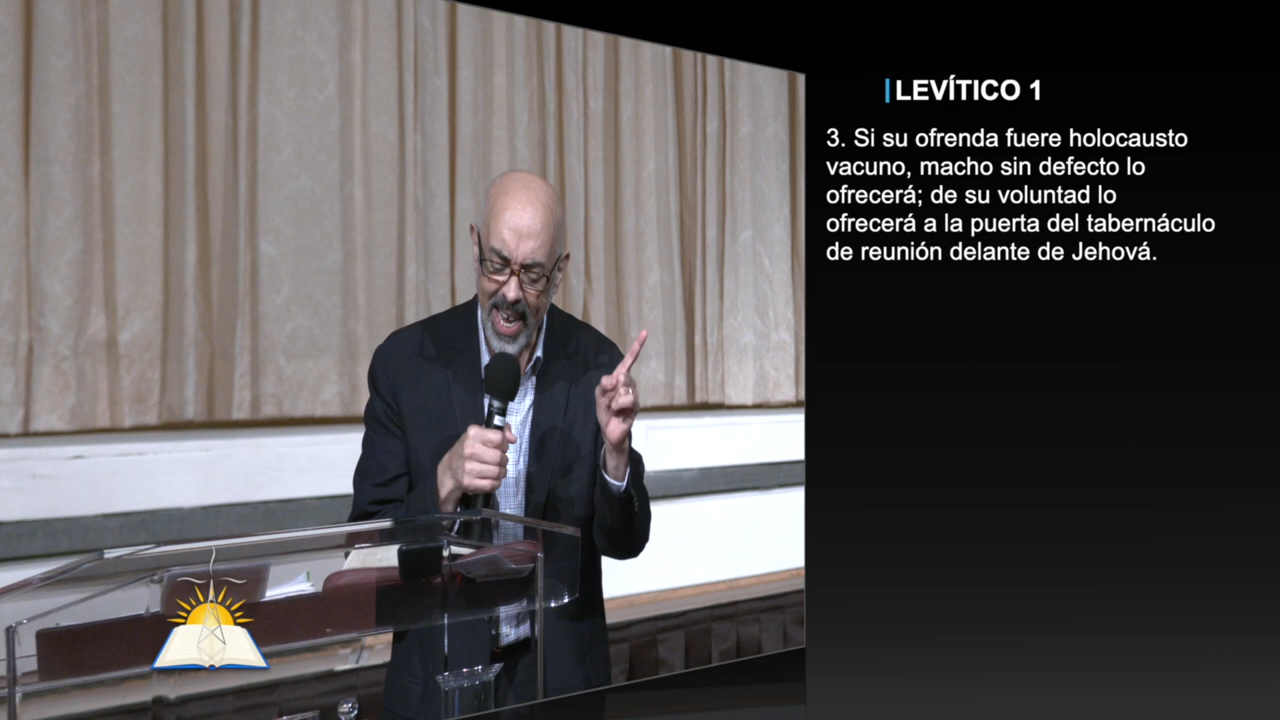 LEVÍTICO 1
3. Si su ofrenda fuere holocausto
vacuno, macho sin defecto lo
ofrecerá; de su voluntad lo
ofrecerá a la puerta del tabernáculo
de reunión delante de Jehová.